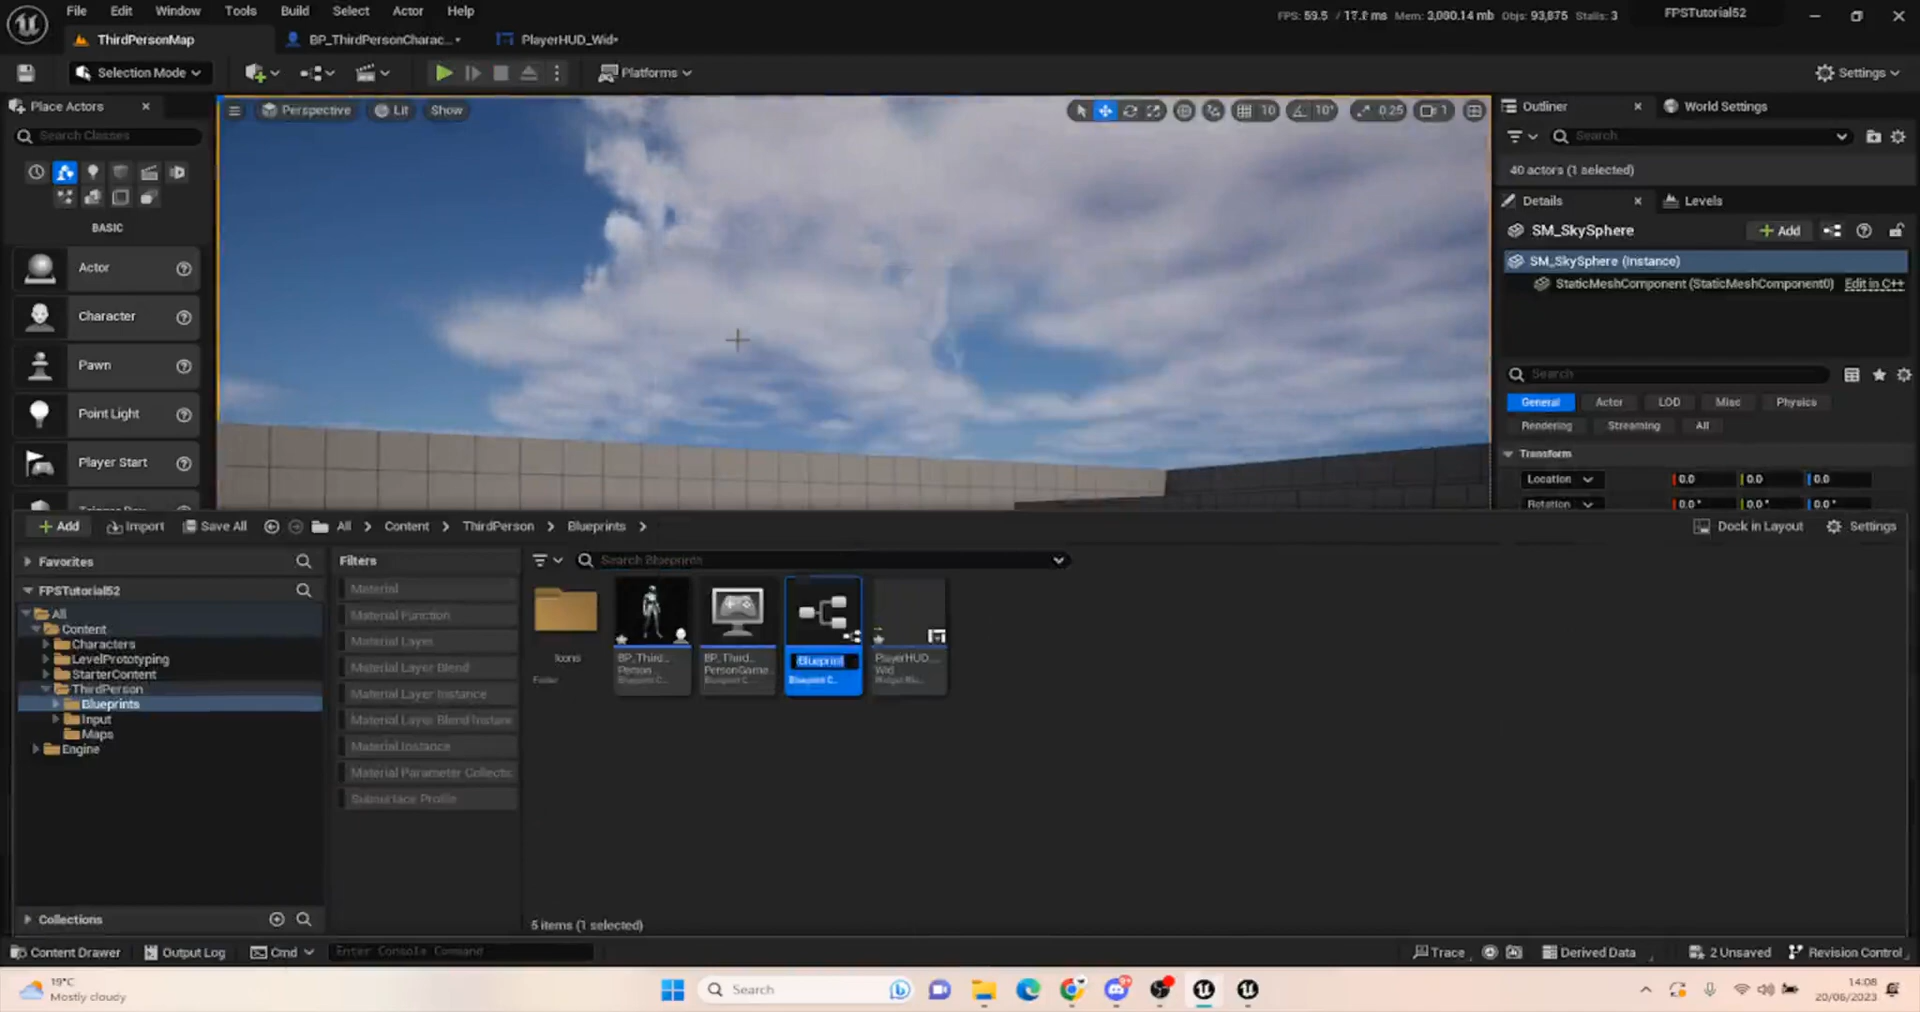 File Edit Window Tools Build Select Actor Help
FPS: 59.5 / 17.8 ms Mem: 3,080.14 mb Objs: 93,875 Stalls: 3
FPSTutorial52
ThirdPersonMap
BP_ThirdPersonCharac...•
PlayerHUD_Wid•
Selection Mode
Platforms
Settings
Place Actors
Search Classes
BASIC
Actor
Character
Pawn
Point Light
Player Start
Perspective
Lit
Show
10
10°
0.25
1
Outliner
World Settings
Search
40 actors (1 selected)
Details
Levels
SM_SkySphere
+ Add
SM_SkySphere (Instance)
StaticMeshComponent (StaticMeshComponent0) Edit in C++
Search
General Actor LOD Misc Physics
Rendering Streaming All
Transform
Location 0.0 0.0 0.0
Rotation 0.0° 0.0° 0.0°
+ Add Import Save All All > Content > ThirdPerson > Blueprints >
Dock in Layout Settings
Favorites
FPSTutorial52
All
Content
Characters
LevelPrototyping
StarterContent
ThirdPerson
Blueprints
Input
Maps
Engine
Collections
Filters
Material
Material Function
Material Layer
Material Layer Blend
Material Layer Instance
Material Layer Blend Instanc
Material Instance
Material Parameter Collectio
Subsurface Profile
Search Blueprints
Icons
Folder
BP_Third...
Person...
Blueprint C...
BP_Third...
PersonGame...
Blueprint C...
Blueprint
Blueprint C...
PlayerHUD_...
Wid
Widget Blu...
5 items (1 selected)
Content Drawer Output Log Cmd Enter Console Command
Trace Derived Data 2 Unsaved Revision Control
19°C
Mostly cloudy
Search
14:08
20/06/2023